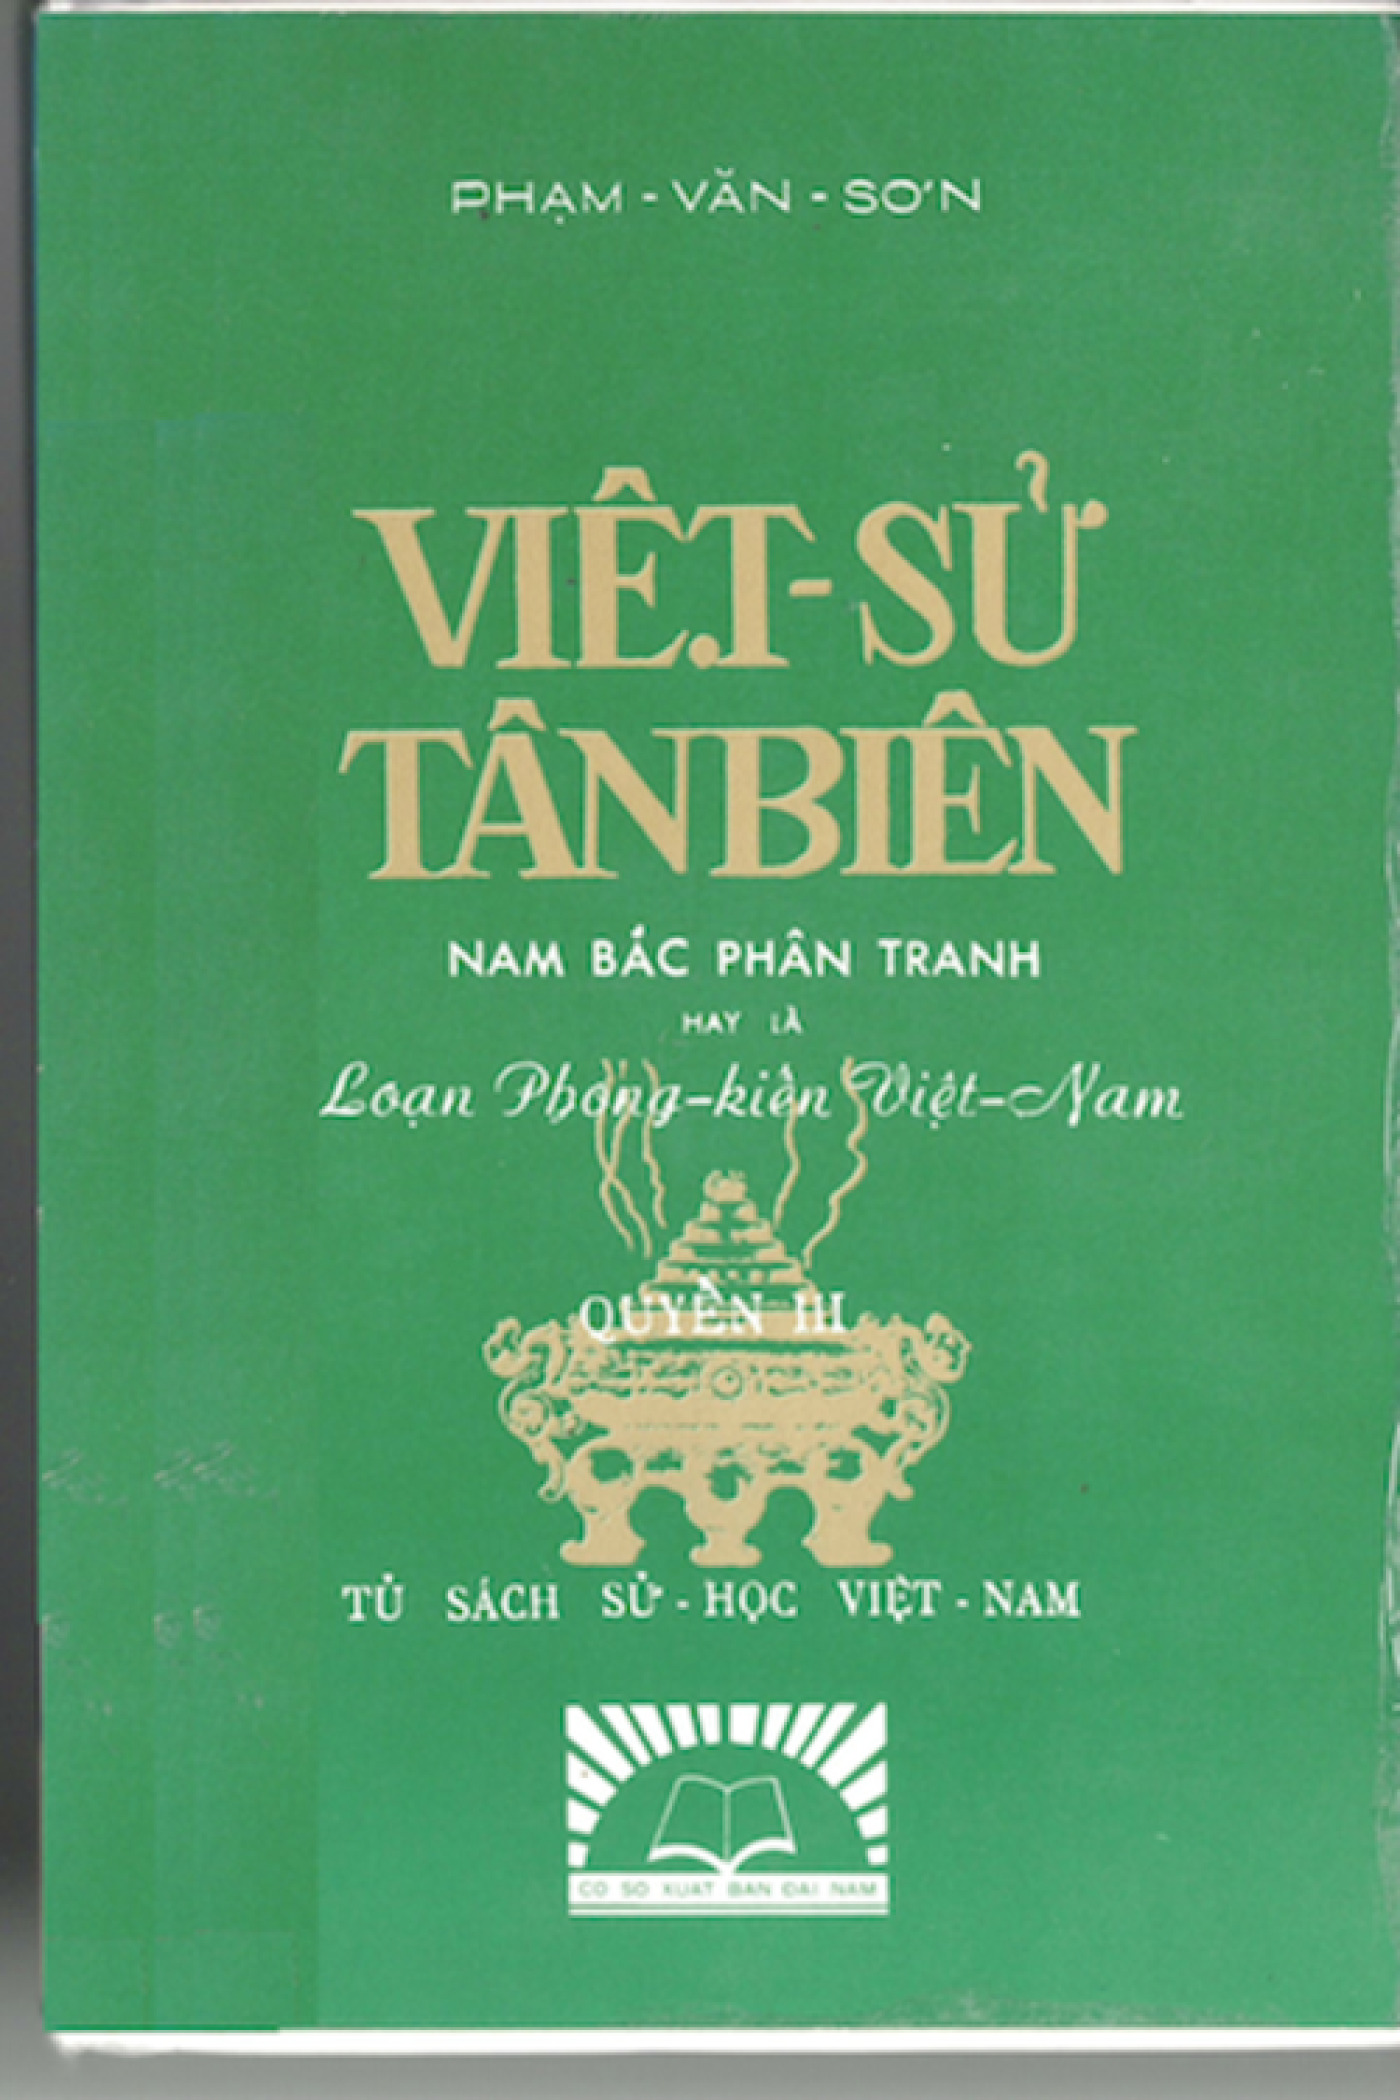 PHẠM - VĂN - SƠN
VIỆT-SỬ
TÂN BIÊN
NAM BẮC PHÂN TRANH
HAY LÀ
Loạn Phong-kiến Việt-Nam
QUYỂN III
TỦ SÁCH SỬ - HỌC VIỆT - NAM
CO SO XUAT BAN DAI NAM